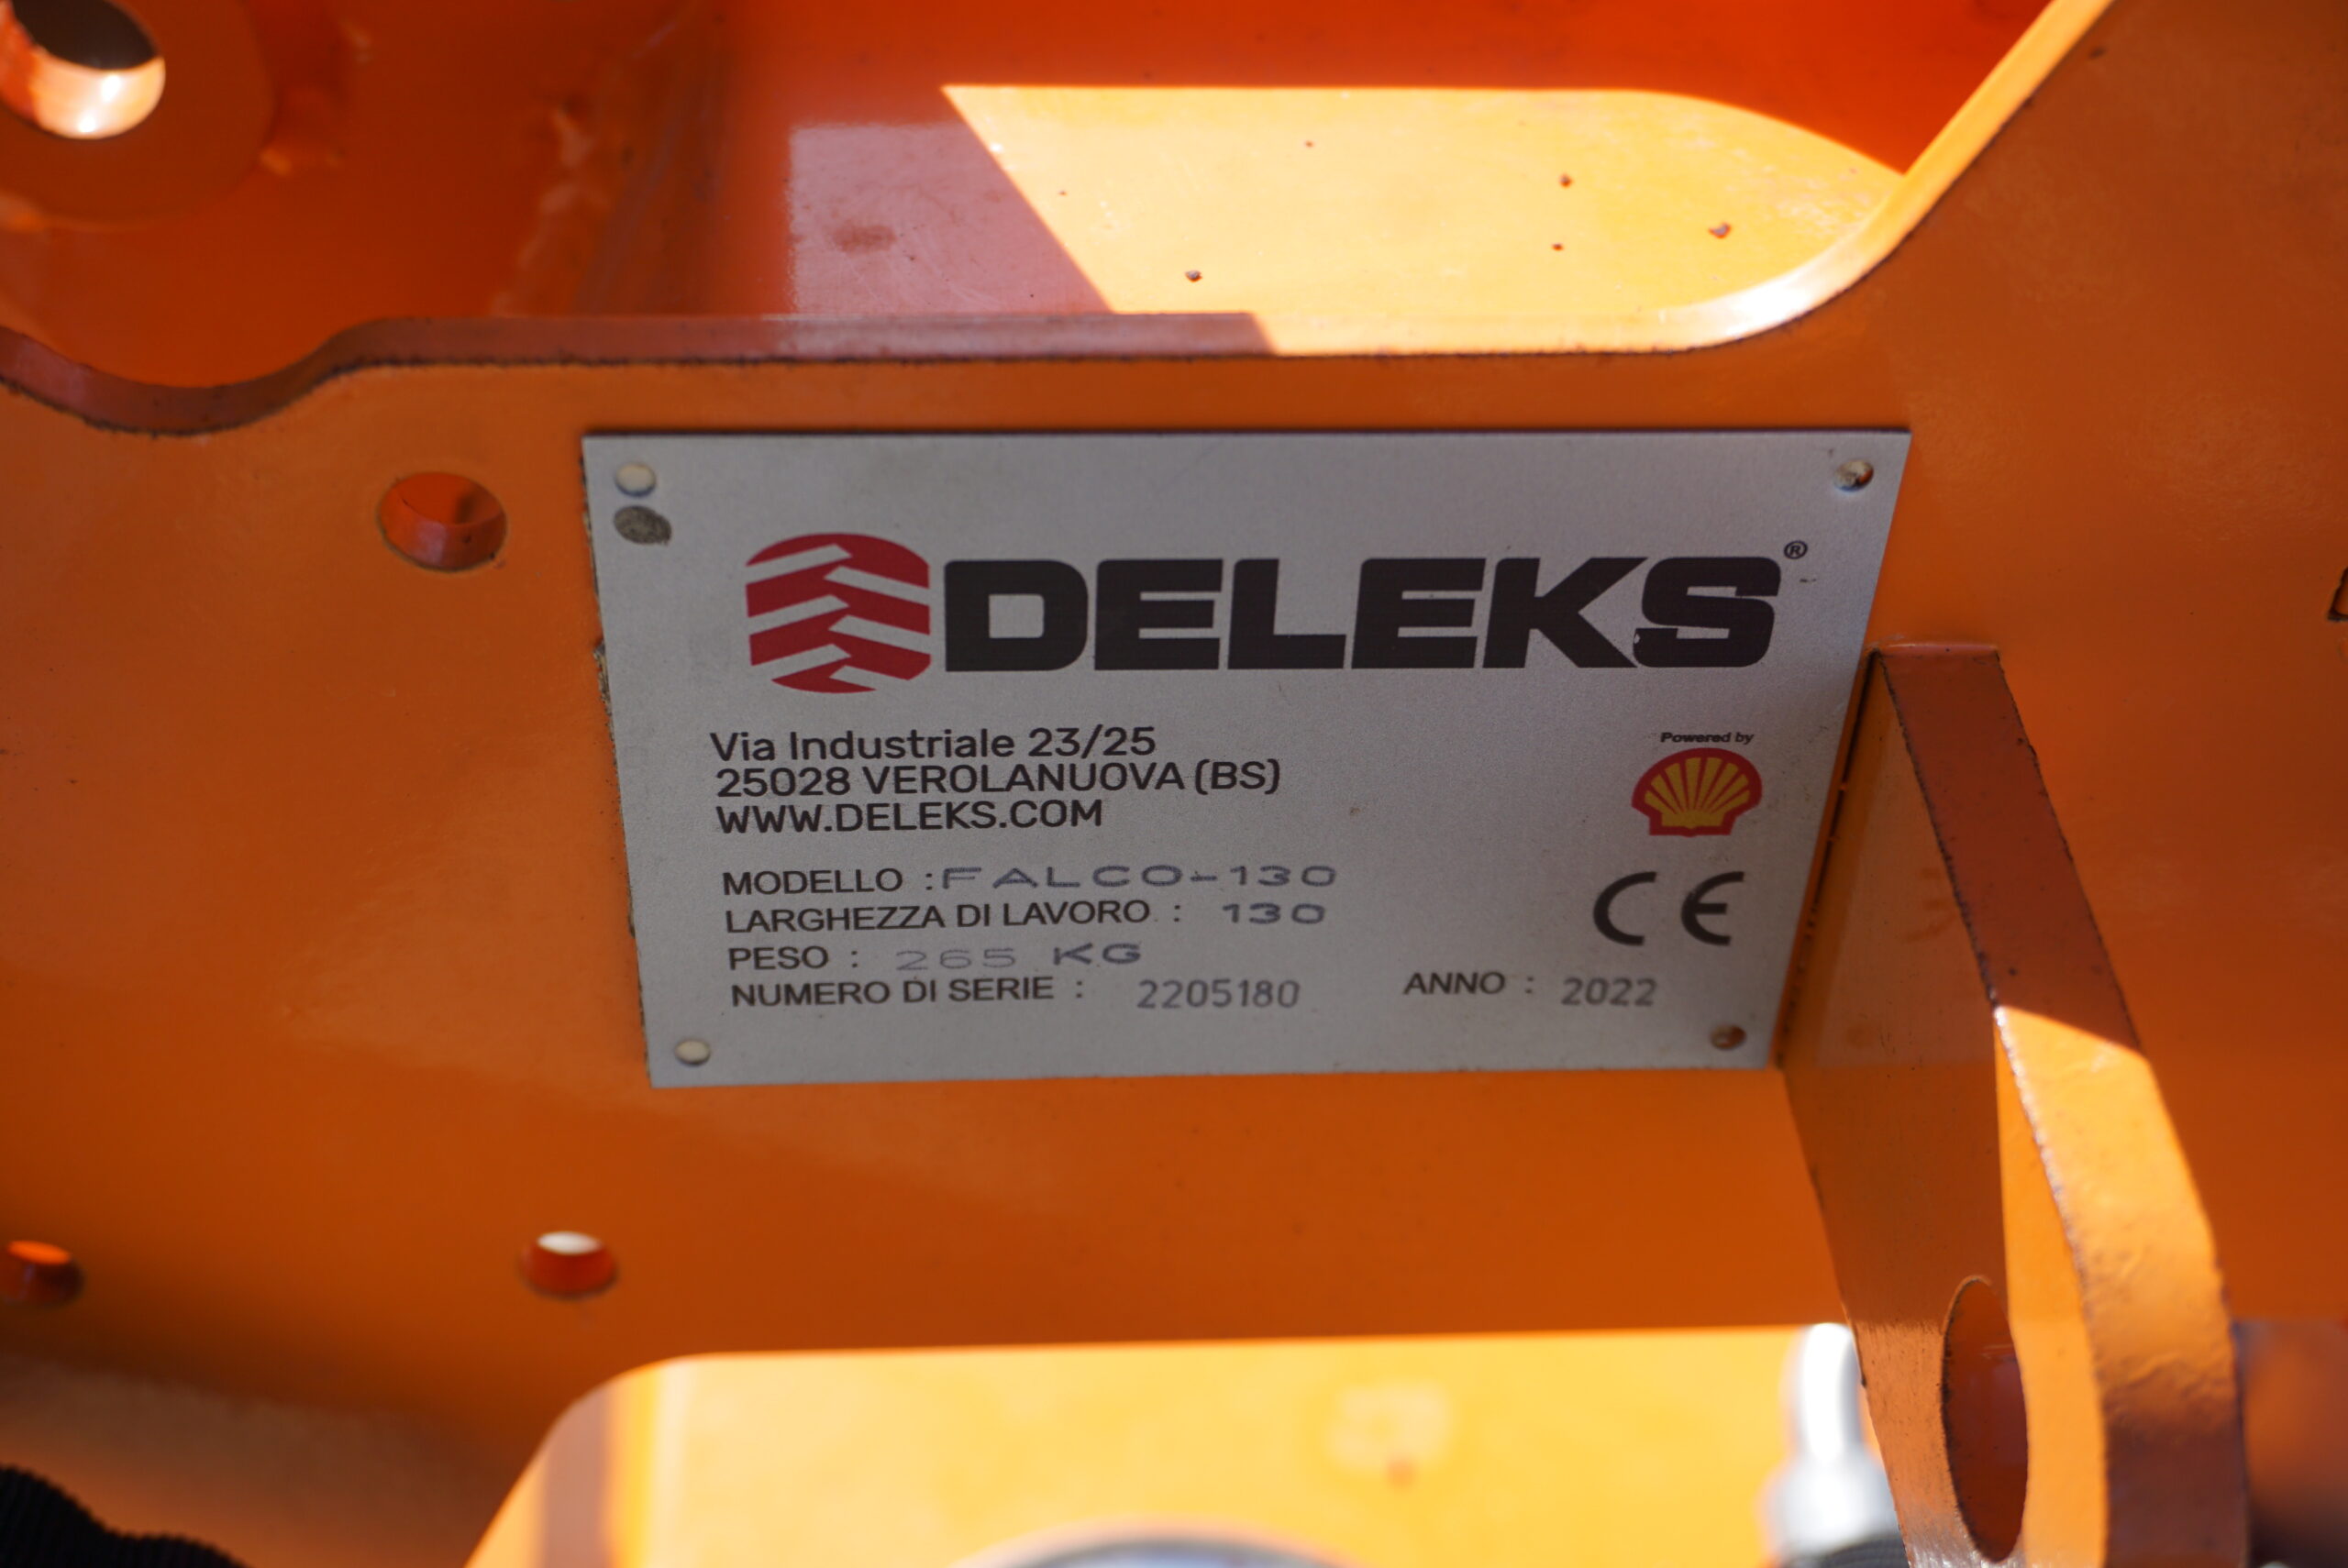 DELEKS®
Via Industriale 23/25
25028 VEROLANUOVA (BS)
WWW.DELEKS.COM
Powered by
MODELLO : FALCO-130
LARGHEZZA DI LAVORO : 130
PESO : 265 KG
CE
NUMERO DI SERIE : 2205180 ANNO : 2022